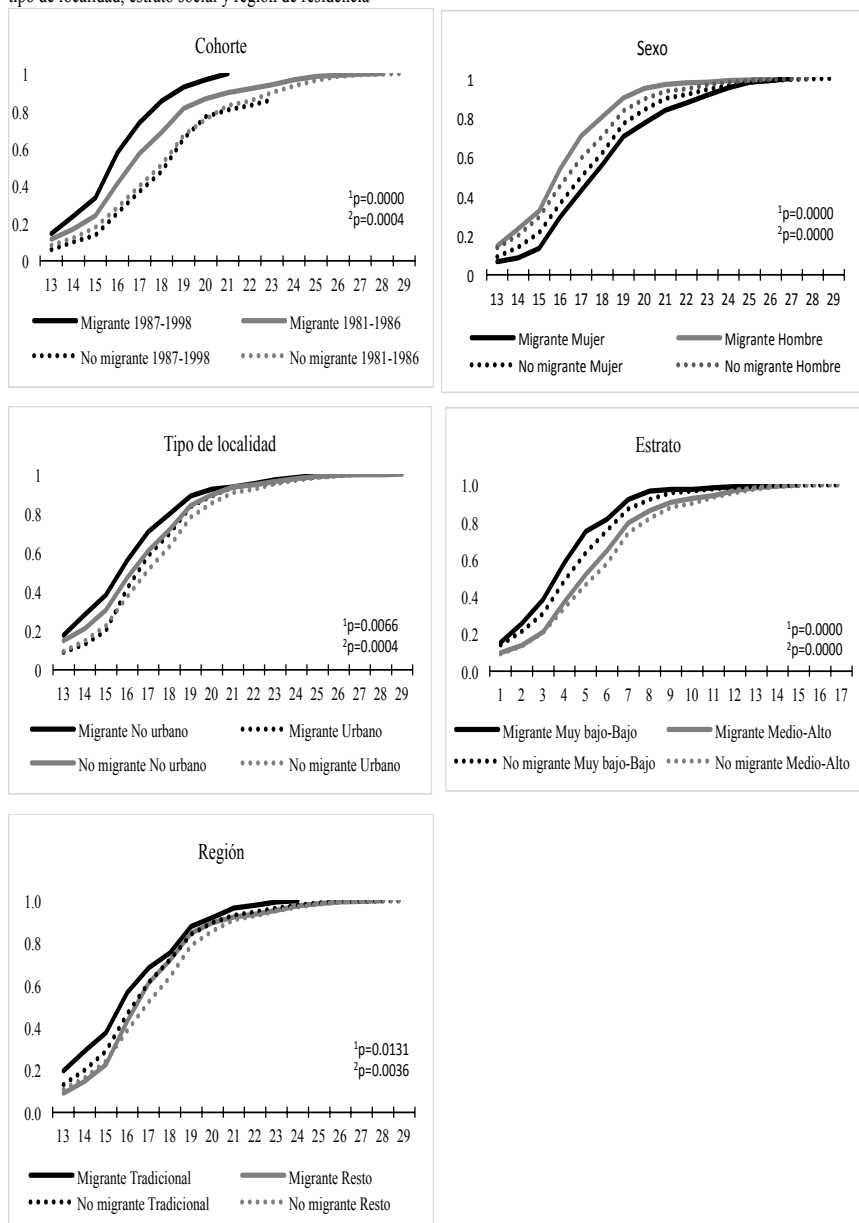 tipo de localidad, estrato social y región de residencia
Cohorte
1
0.8
0.6
0.4
0.2
0
¹p=0.0000
²p=0.0004
13 14 15 16 17 18 19 20 21 22 23 24 25 26 27 28 29
Migrante 1987-1998 Migrante 1981-1986
No migrante 1987-1998 No migrante 1981-1986
Sexo
1
0.8
0.6
0.4
0.2
0
¹p=0.0000
²p=0.0000
13 14 15 16 17 18 19 20 21 22 23 24 25 26 27 28 29
Migrante Mujer Migrante Hombre
No migrante Mujer No migrante Hombre
Tipo de localidad
1
0.8
0.6
0.4
0.2
0
¹p=0.0066
²p=0.0004
13 14 15 16 17 18 19 20 21 22 23 24 25 26 27 28 29
Migrante No urbano Migrante Urbano
No migrante No urbano No migrante Urbano
Estrato
1.0
0.8
0.6
0.4
0.2
0.0
¹p=0.0000
²p=0.0000
1 2 3 4 5 6 7 8 9 10 11 12 13 14 15 16 17
Migrante Muy bajo-Bajo Migrante Medio-Alto
No migrante Muy bajo-Bajo No migrante Medio-Alto
Región
1.0
0.8
0.6
0.4
0.2
0.0
¹p=0.0131
²p=0.0036
13 14 15 16 17 18 19 20 21 22 23 24 25 26 27 28 29
Migrante Tradicional Migrante Resto
No migrante Tradicional No migrante Resto